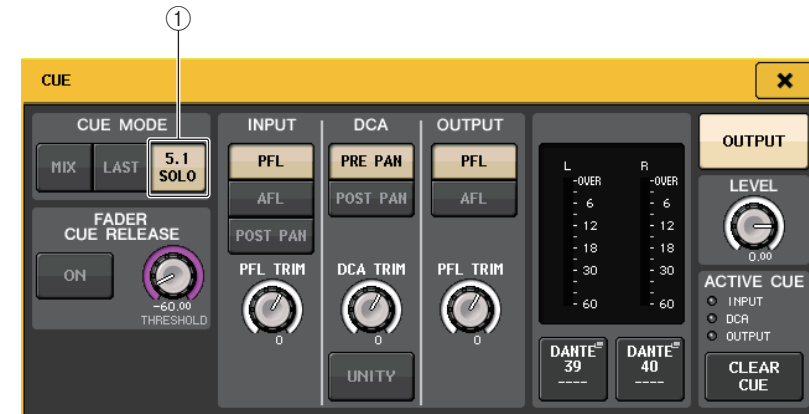 ①
CUE
CUE MODE
MIX
LAST
5.1
SOLO
FADER
CUE RELEASE
ON
-60.00
THRESHOLD
INPUT
PFL
AFL
POST PAN
PFL TRIM
0
DCA
PRE PAN
POST PAN
DCA TRIM
0
UNITY
OUTPUT
PFL
AFL
PFL TRIM
0
L R
-OVER -OVER
- 6 - 6
- 12 - 12
- 18 - 18
- 30 - 30
- 60 - 60
DANTE
39
----
DANTE
40
----
OUTPUT
LEVEL
0.00
ACTIVE CUE
INPUT
DCA
OUTPUT
CLEAR
CUE